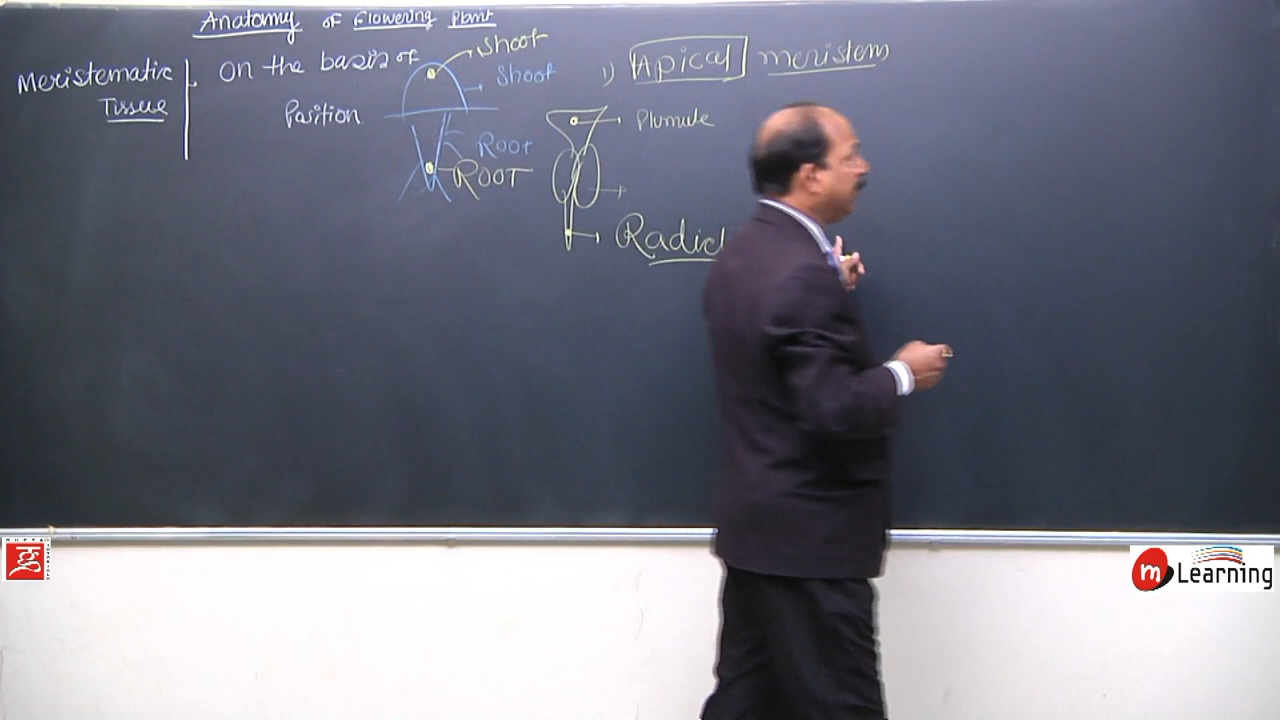 Anatomy of Flowering Plant
Meristematic
Tissue
On the basis of
Position
Shoot
Shoot
Root
ROOT
1) Apical meristem
Plumule
Radicl
m Learning